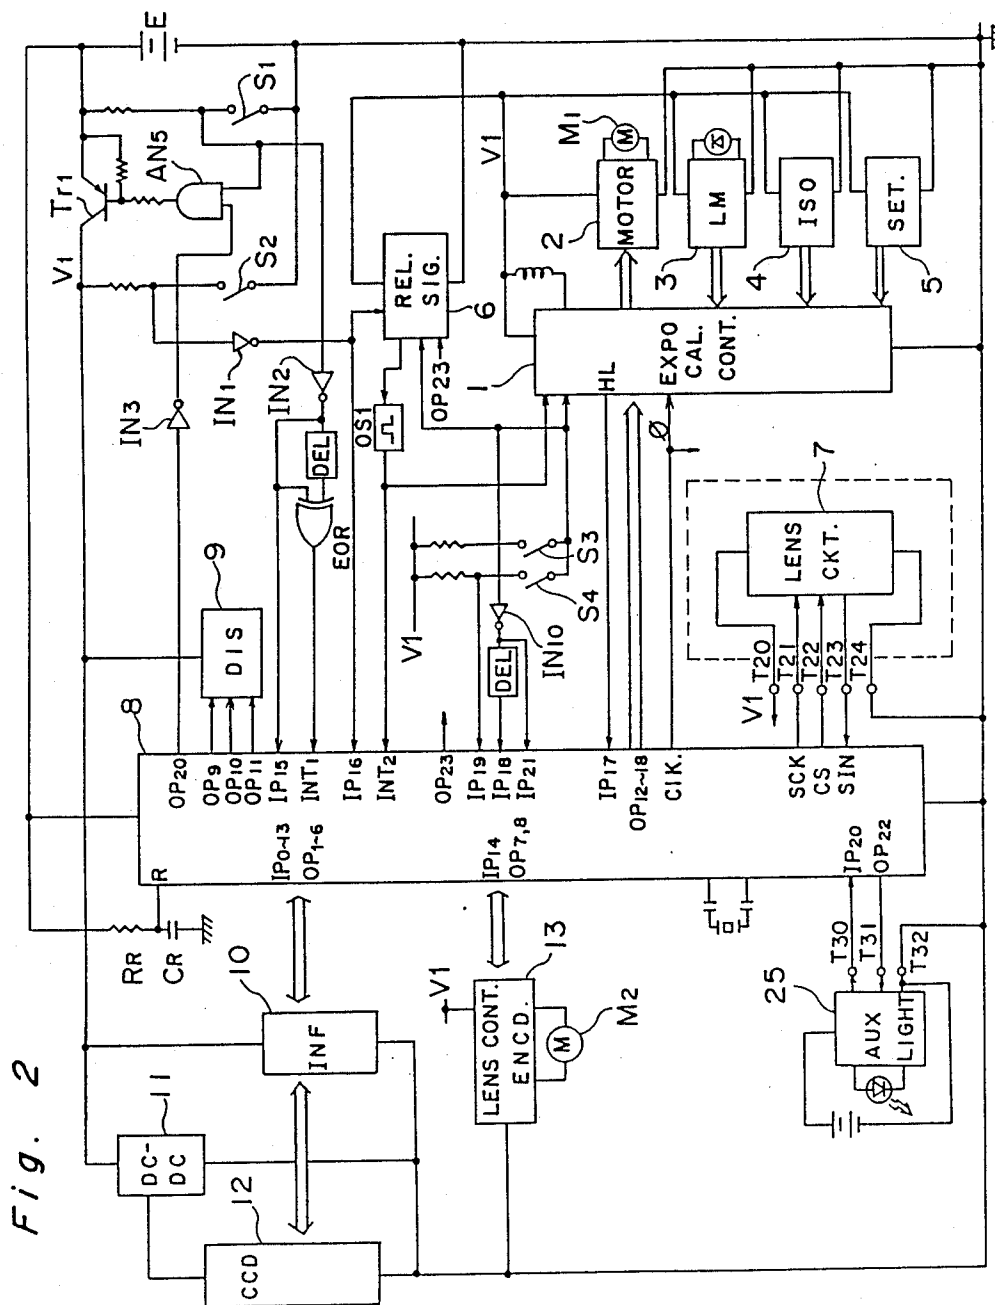 Fig. 2
E
S1
AN5
Tr1
V1
S2
IN3
IN1
IN2
DEL
EOR
OS1
REL.
SIG.
6
OP23
V1
M1
M
MOTOR
2
LM
3
ISO
4
SET.
5
1
HL
EXPO
CAL.
CONT.
Ø
V1
S3
S4
IN10
DEL
7
LENS
CKT.
V1
T20
T21
T22
T23
T24
9
DIS
8
R
OP20
OP9
OP10
OP11
IP15
INT1
IP16
INT2
OP23
IP19
IP18
IP21
IP17
OP12~18
ClK.
SCK
CS
SIN
IP0~13
OP1~6
IP14
OP7,8
IP20
OP22
RR
CR
10
INF
11
DC-
DC
12
CCD
V1
13
LENS CONT.
ENCD.
M
M2
T30
T31
T32
25
AUX
LIGHT